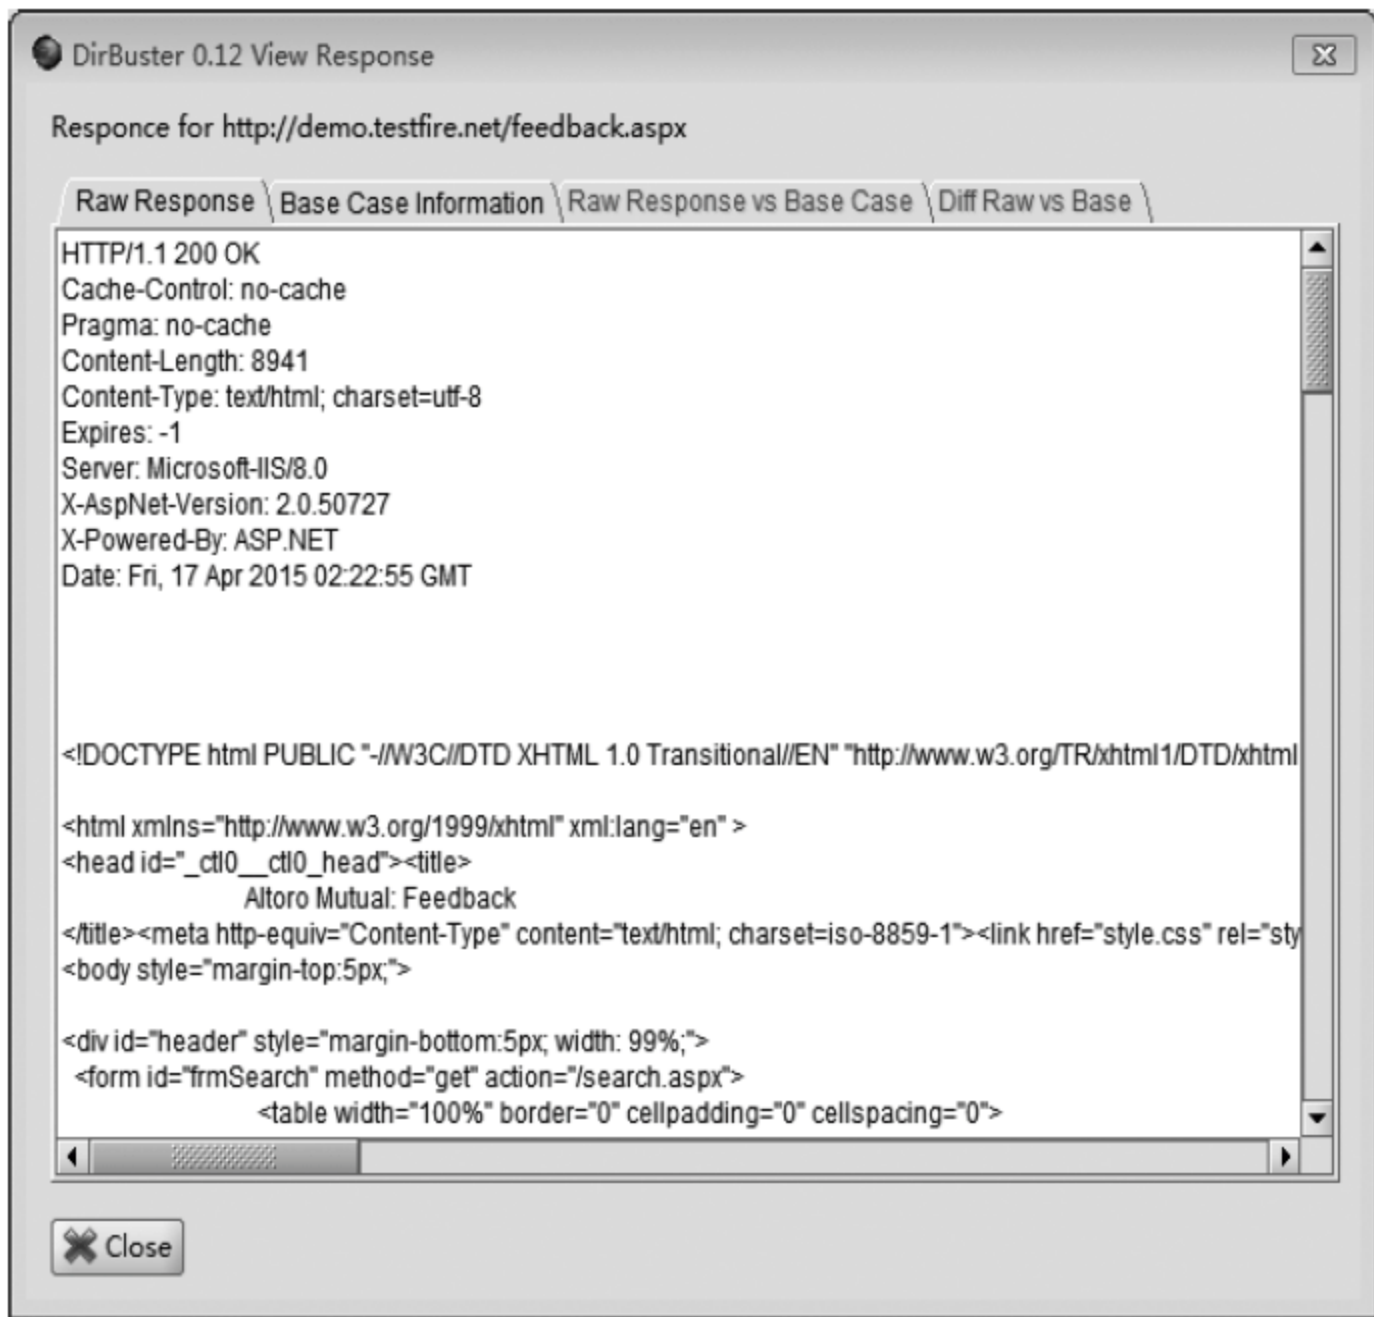 DirBuster 0.12 View Response
Responce for http://demo.testfire.net/feedback.aspx
Raw Response Base Case Information Raw Response vs Base Case Diff Raw vs Base
HTTP/1.1 200 OK
Cache-Control: no-cache
Pragma: no-cache
Content-Length: 8941
Content-Type: text/html; charset=utf-8
Expires: -1
Server: Microsoft-IIS/8.0
X-AspNet-Version: 2.0.50727
X-Powered-By: ASP.NET
Date: Fri, 17 Apr 2015 02:22:55 GMT
<!DOCTYPE html PUBLIC "-//W3C//DTD XHTML 1.0 Transitional//EN" "http://www.w3.org/TR/xhtml1/DTD/xhtml
<html xmlns="http://www.w3.org/1999/xhtml" xml:lang="en" >
<head id="_ctl0__ctl0_head"><title>
Altoro Mutual: Feedback
</title><meta http-equiv="Content-Type" content="text/html; charset=iso-8859-1"><link href="style.css" rel="sty
<body style="margin-top:5px;">
<div id="header" style="margin-bottom:5px; width: 99%;">
<form id="frmSearch" method="get" action="/search.aspx">
<table width="100%" border="0" cellpadding="0" cellspacing="0">
Close